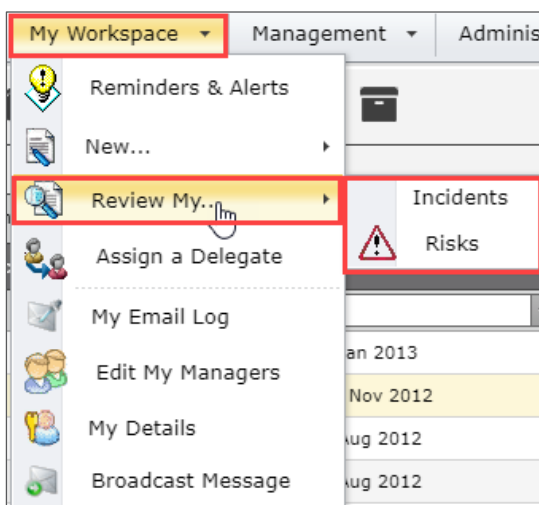 My Workspace
Management
Adminis
Reminders & Alerts
New...
Review My...
Incidents
Risks
Assign a Delegate
My Email Log
an 2013
Edit My Managers
Nov 2012
My Details
Aug 2012
Broadcast Message
Aug 2012